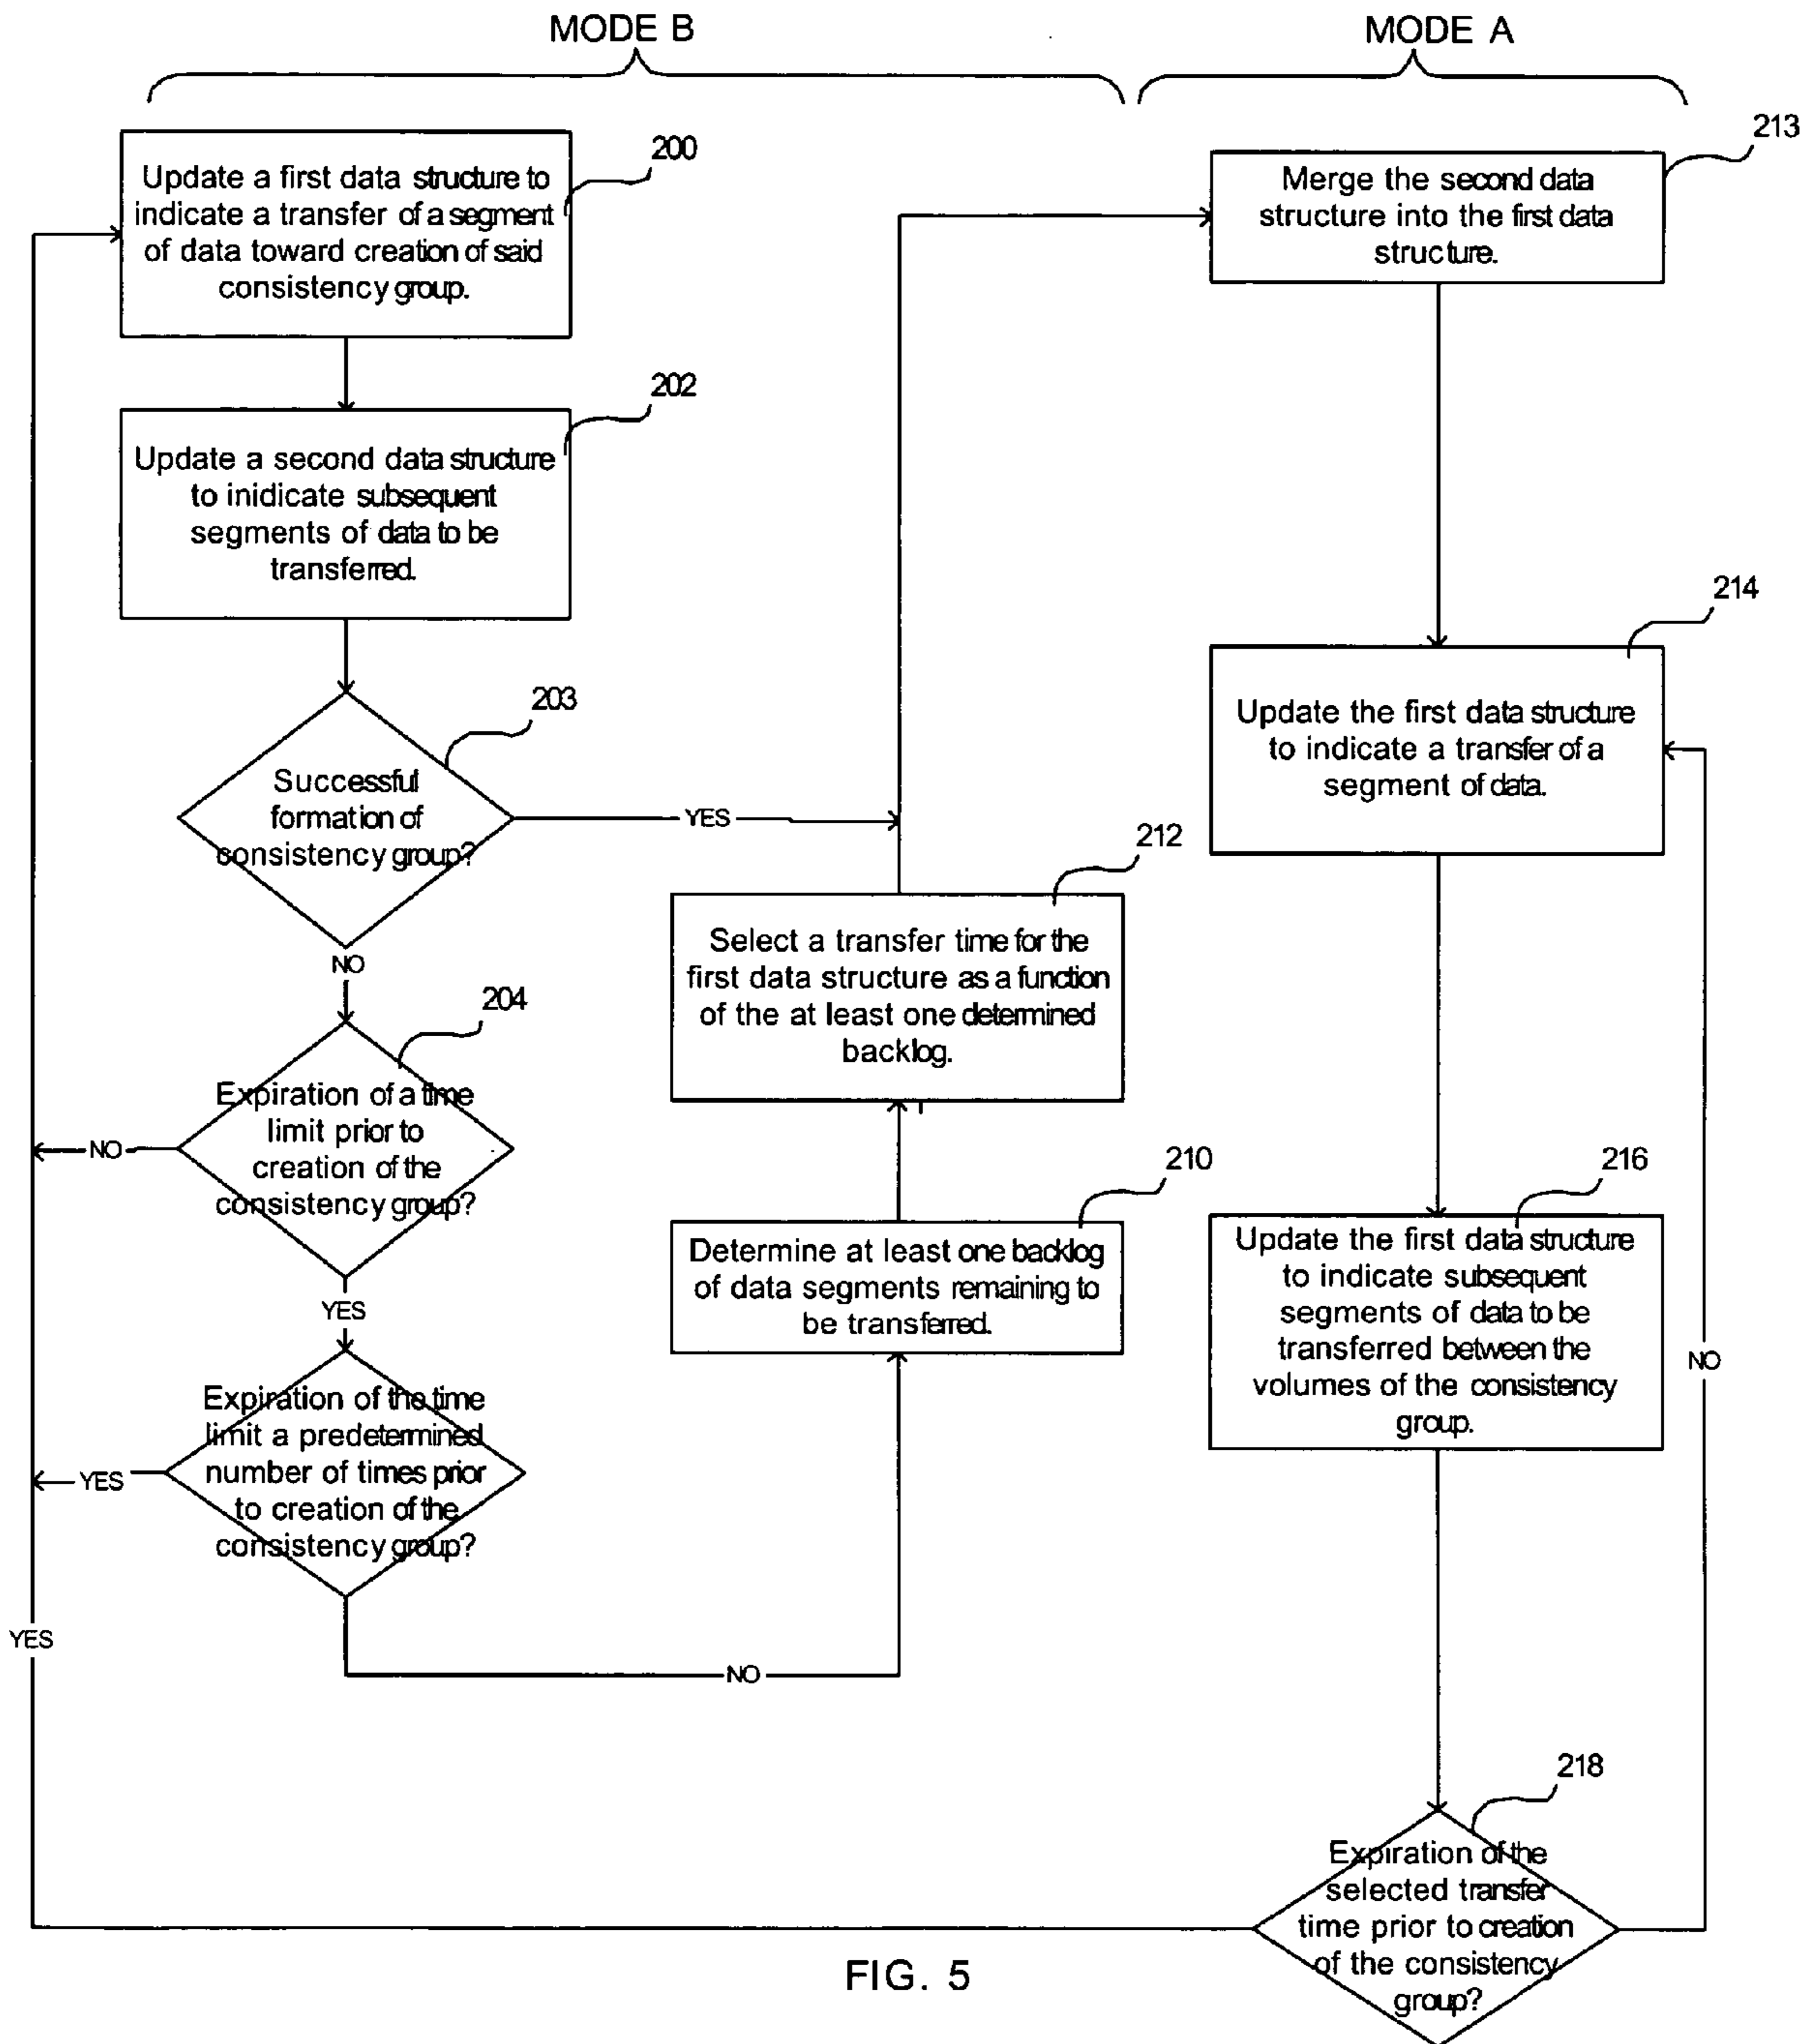 MODE B
MODE A
200
Update a first data structure to
indicate a transfer of a segment
of data toward creation of said
consistency group.
202
Update a second data structure
to inidicate subsequent
segments of data to be
transferred.
203
Successful
formation of
consistency group?
YES
NO
204
Expiration of a time
limit prior to
creation of the
consistency group?
NO
YES
Expiration of the time
limit a predetermined
number of times prior
to creation of the
consistency group?
YES
NO
YES
212
Select a transfer time for the
first data structure as a function
of the at least one determined
backlog.
210
Determine at least one backlog
of data segments remaining to
be transferred.
213
Merge the second data
structure into the first data
structure.
214
Update the first data structure
to indicate a transfer of a
segment of data.
216
Update the first data structure
to indicate subsequent
segments of data to be
transferred between the
volumes of the consistency
group.
NO
218
Expiration of the
selected transfer
time prior to creation
of the consistency
group?
FIG. 5